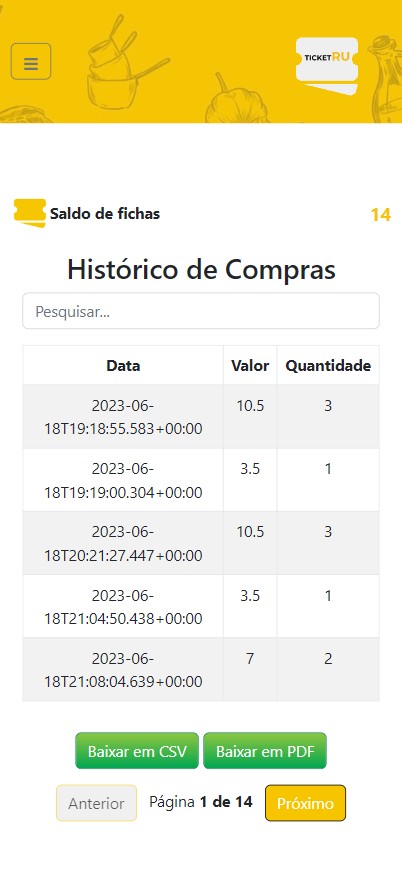 TICKETRU
Saldo de fichas 14
Histórico de Compras
Pesquisar...
Data Valor Quantidade
2023-06-
18T19:18:55.583+00:00 10.5 3
2023-06-
18T19:19:00.304+00:00 3.5 1
2023-06-
18T20:21:27.447+00:00 10.5 3
2023-06-
18T21:04:50.438+00:00 3.5 1
2023-06-
18T21:08:04.639+00:00 7 2
Baixar em CSV Baixar em PDF
Anterior Página 1 de 14 Próximo